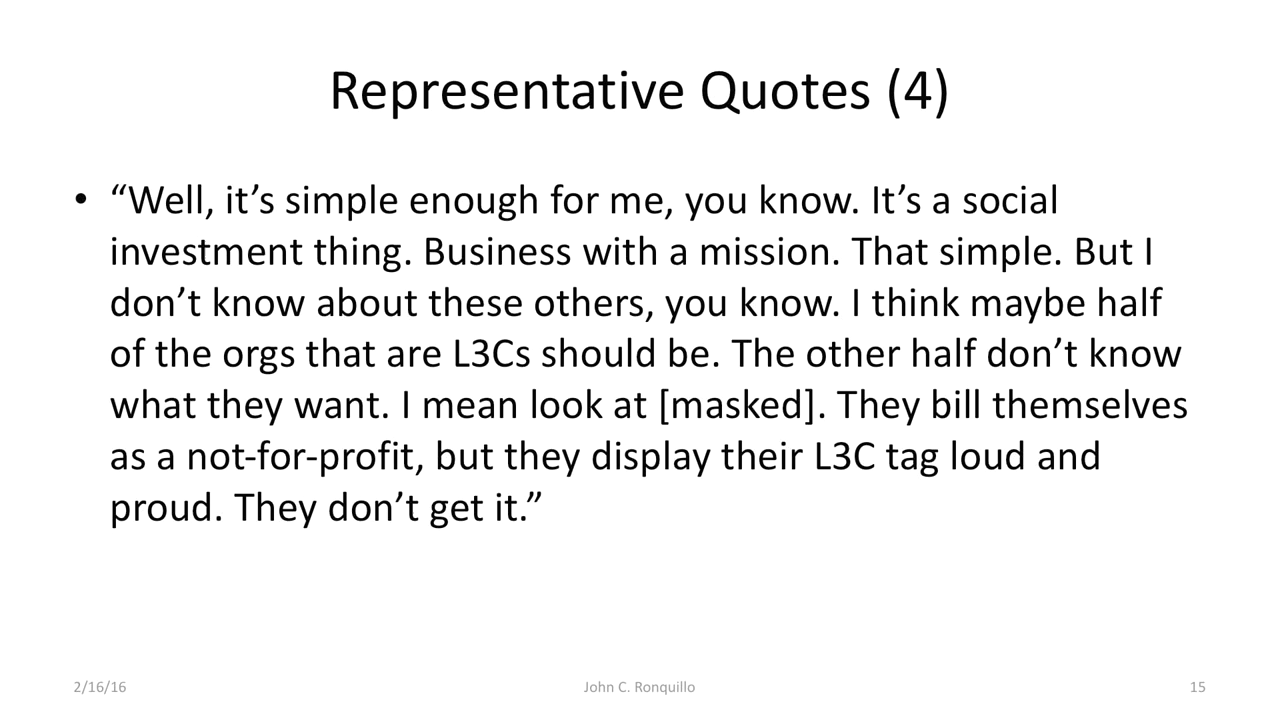 Representative Quotes (4)
• “Well, it’s simple enough for me, you know. It’s a social
investment thing. Business with a mission. That simple. But I
don’t know about these others, you know. I think maybe half
of the orgs that are L3Cs should be. The other half don’t know
what they want. I mean look at [masked]. They bill themselves
as a not-for-profit, but they display their L3C tag loud and
proud. They don’t get it.”
2/16/16
John C. Ronquillo
15